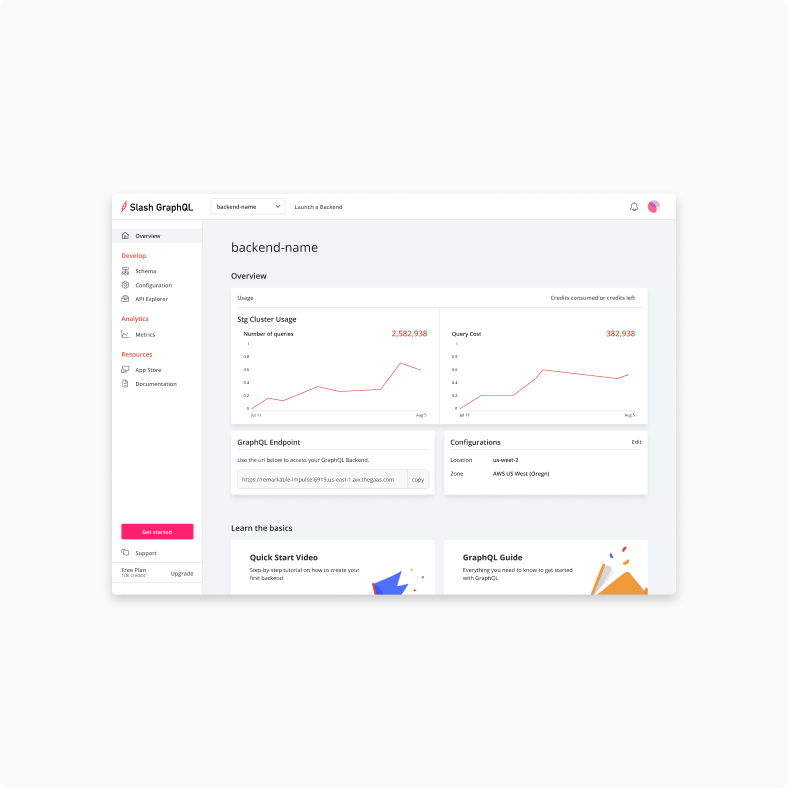 Slash GraphQL
backend-name
Launch a Backend
Overview
Develop
Schema
Configuration
API Explorer
Analytics
Metrics
Resources
App Store
Documentation
Get started
Support
Free Plan
10k credits
Upgrade
backend-name
Overview
Usage
Credits consumed or credits left
Stg Cluster Usage
Number of queries
2,582,938
1
0.8
0.6
0.4
0.2
0
Jul 11
Aug 5
Query Cost
382,938
1
0.8
0.6
0.4
0.2
0
Jul 11
Aug 5
GraphQL Endpoint
Use the url below to access your GraphQL Backend.
https://remarkable-impulse-6919.us-east-1.aw.thegaas.com
copy
Configurations
Edit
Location
us-west-2
Zone
AWS US West (Oregn)
Learn the basics
Quick Start Video
Step-by-step tutorial on how to create your
first backend
GraphQL Guide
Everything you need to know to get started
with GraphQL